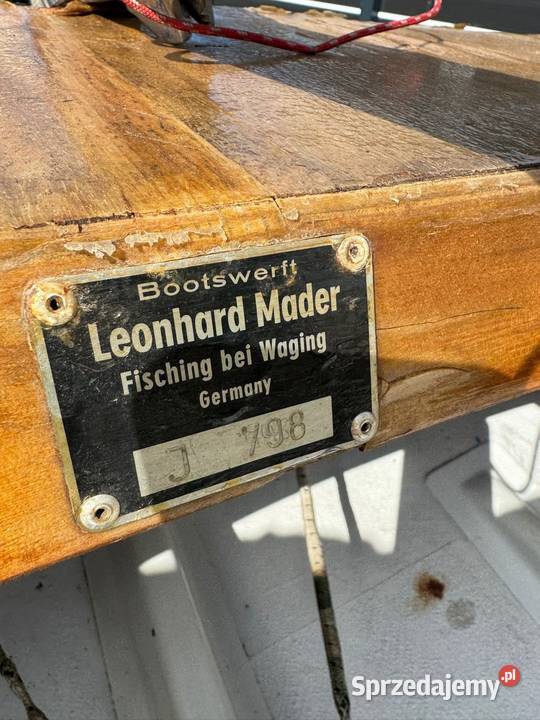 Bootswerft
Leonhard Mader
Fisching bei Waging
Germany
J 798
Sprzedajemy.pl